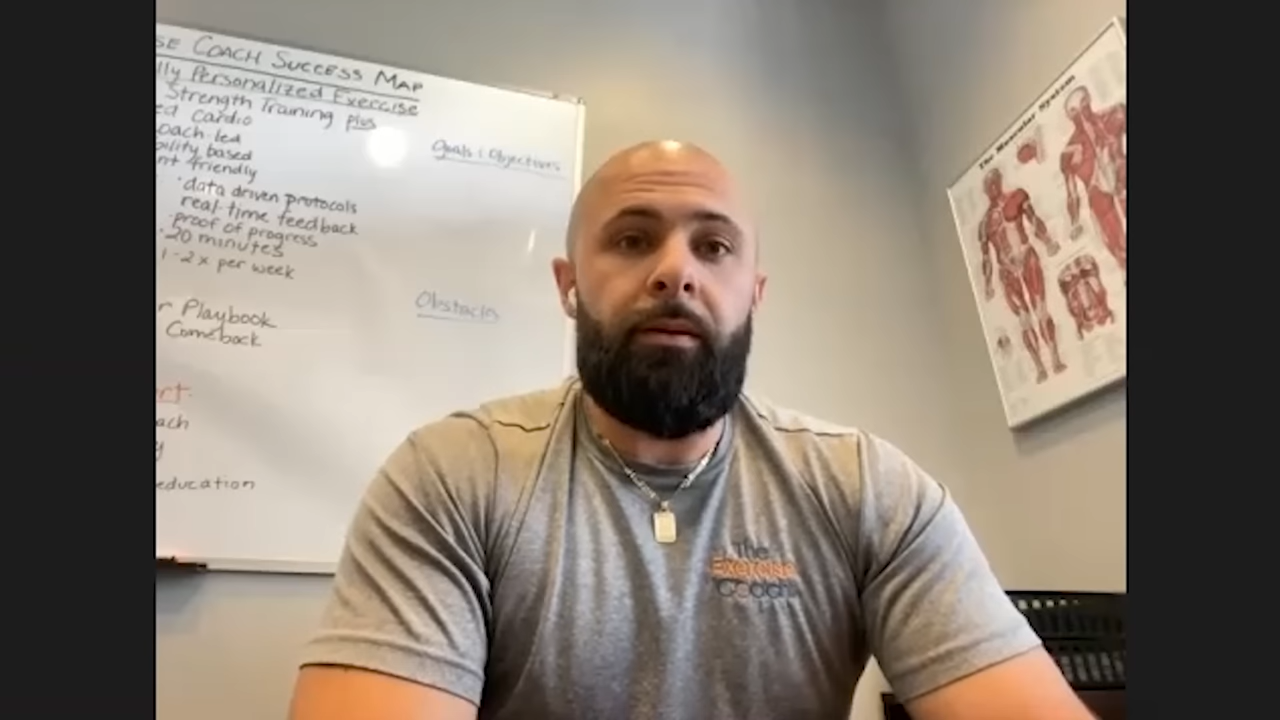 SE COACH SUCCESS MAP
lly Personalized Exercise
Strength Training plus
ed cardio
oach led
bility based
nt friendly
· data driven protocols
real-time feedback
· proof of progress
· 20 minutes
1-2x per week
r Playbook
Comeback
rt.
ach
y
education
Goals & Objectives
Obstacles
The Exercise Coach
The Muscular System